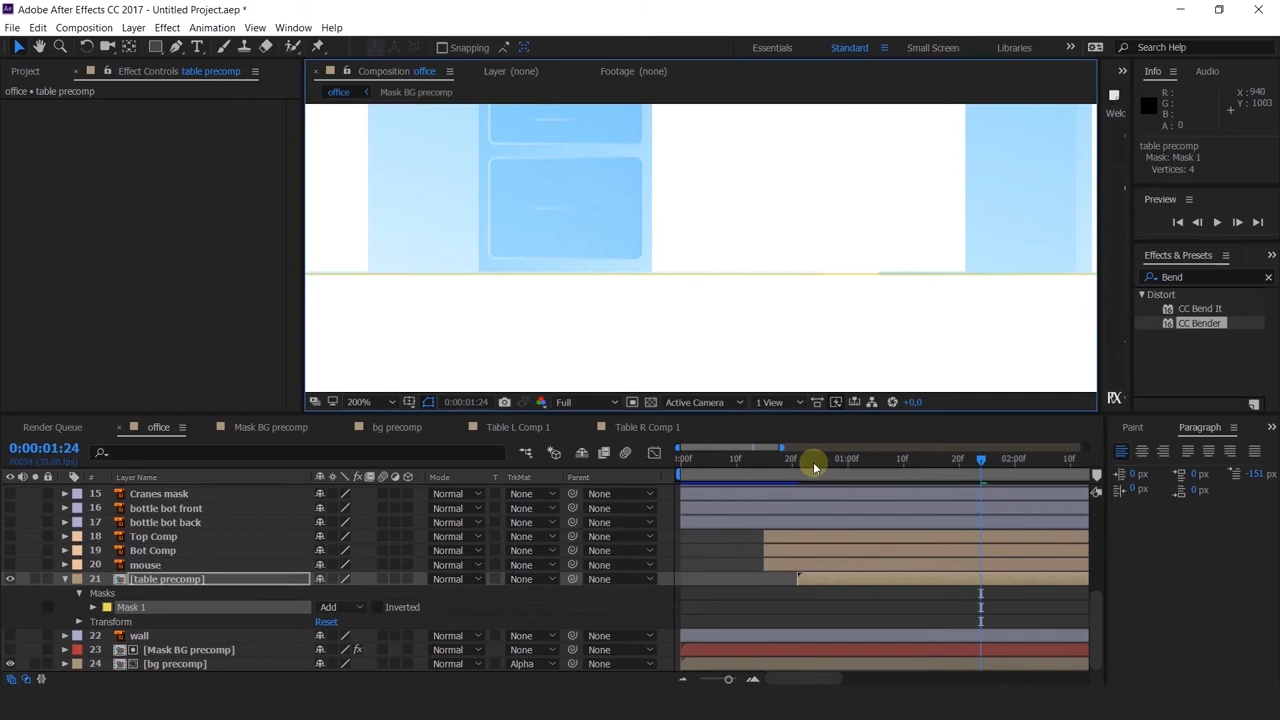 Adobe After Effects CC 2017 - Untitled Project.aep *
File Edit Composition Layer Effect Animation View Window Help
Snapping Essentials Standard Small Screen Libraries Search Help
Project Effect Controls table precomp Composition office Layer (none) Footage (none) Info Audio
office • table precomp
office Mask BG precomp
R : X : 940
G : Y : 1003
B :
A : 0
Welc
table precomp
Mask: Mask 1
Vertices: 4
Preview
Effects & Presets
Bend
Distort
CC Bend It
CC Bender
200% 0:00:01:24 Full Active Camera 1 View +0,0
Render Queue office Mask BG precomp bg precomp Table L Comp 1 Table R Comp 1 Paint Paragraph
0:00:01:24
00054 (30.00 fps)
:00f 10f 20f 01:00f 10f 20f 02:00f 10f
Layer Name Mode T TrkMat Parent
0 px 0 px -151 px
0 px 0 px
15 Cranes mask Normal None None
16 bottle bot front Normal None None
17 bottle bot back Normal None None
18 Top Comp Normal None None
19 Bot Comp Normal None None
20 mouse Normal None None
21 [table precomp] Normal None None
Masks
Mask 1 Add Inverted
Transform Reset
22 wall Normal None None
23 [Mask BG precomp] Normal None None
24 [bg precomp] Normal Alpha None